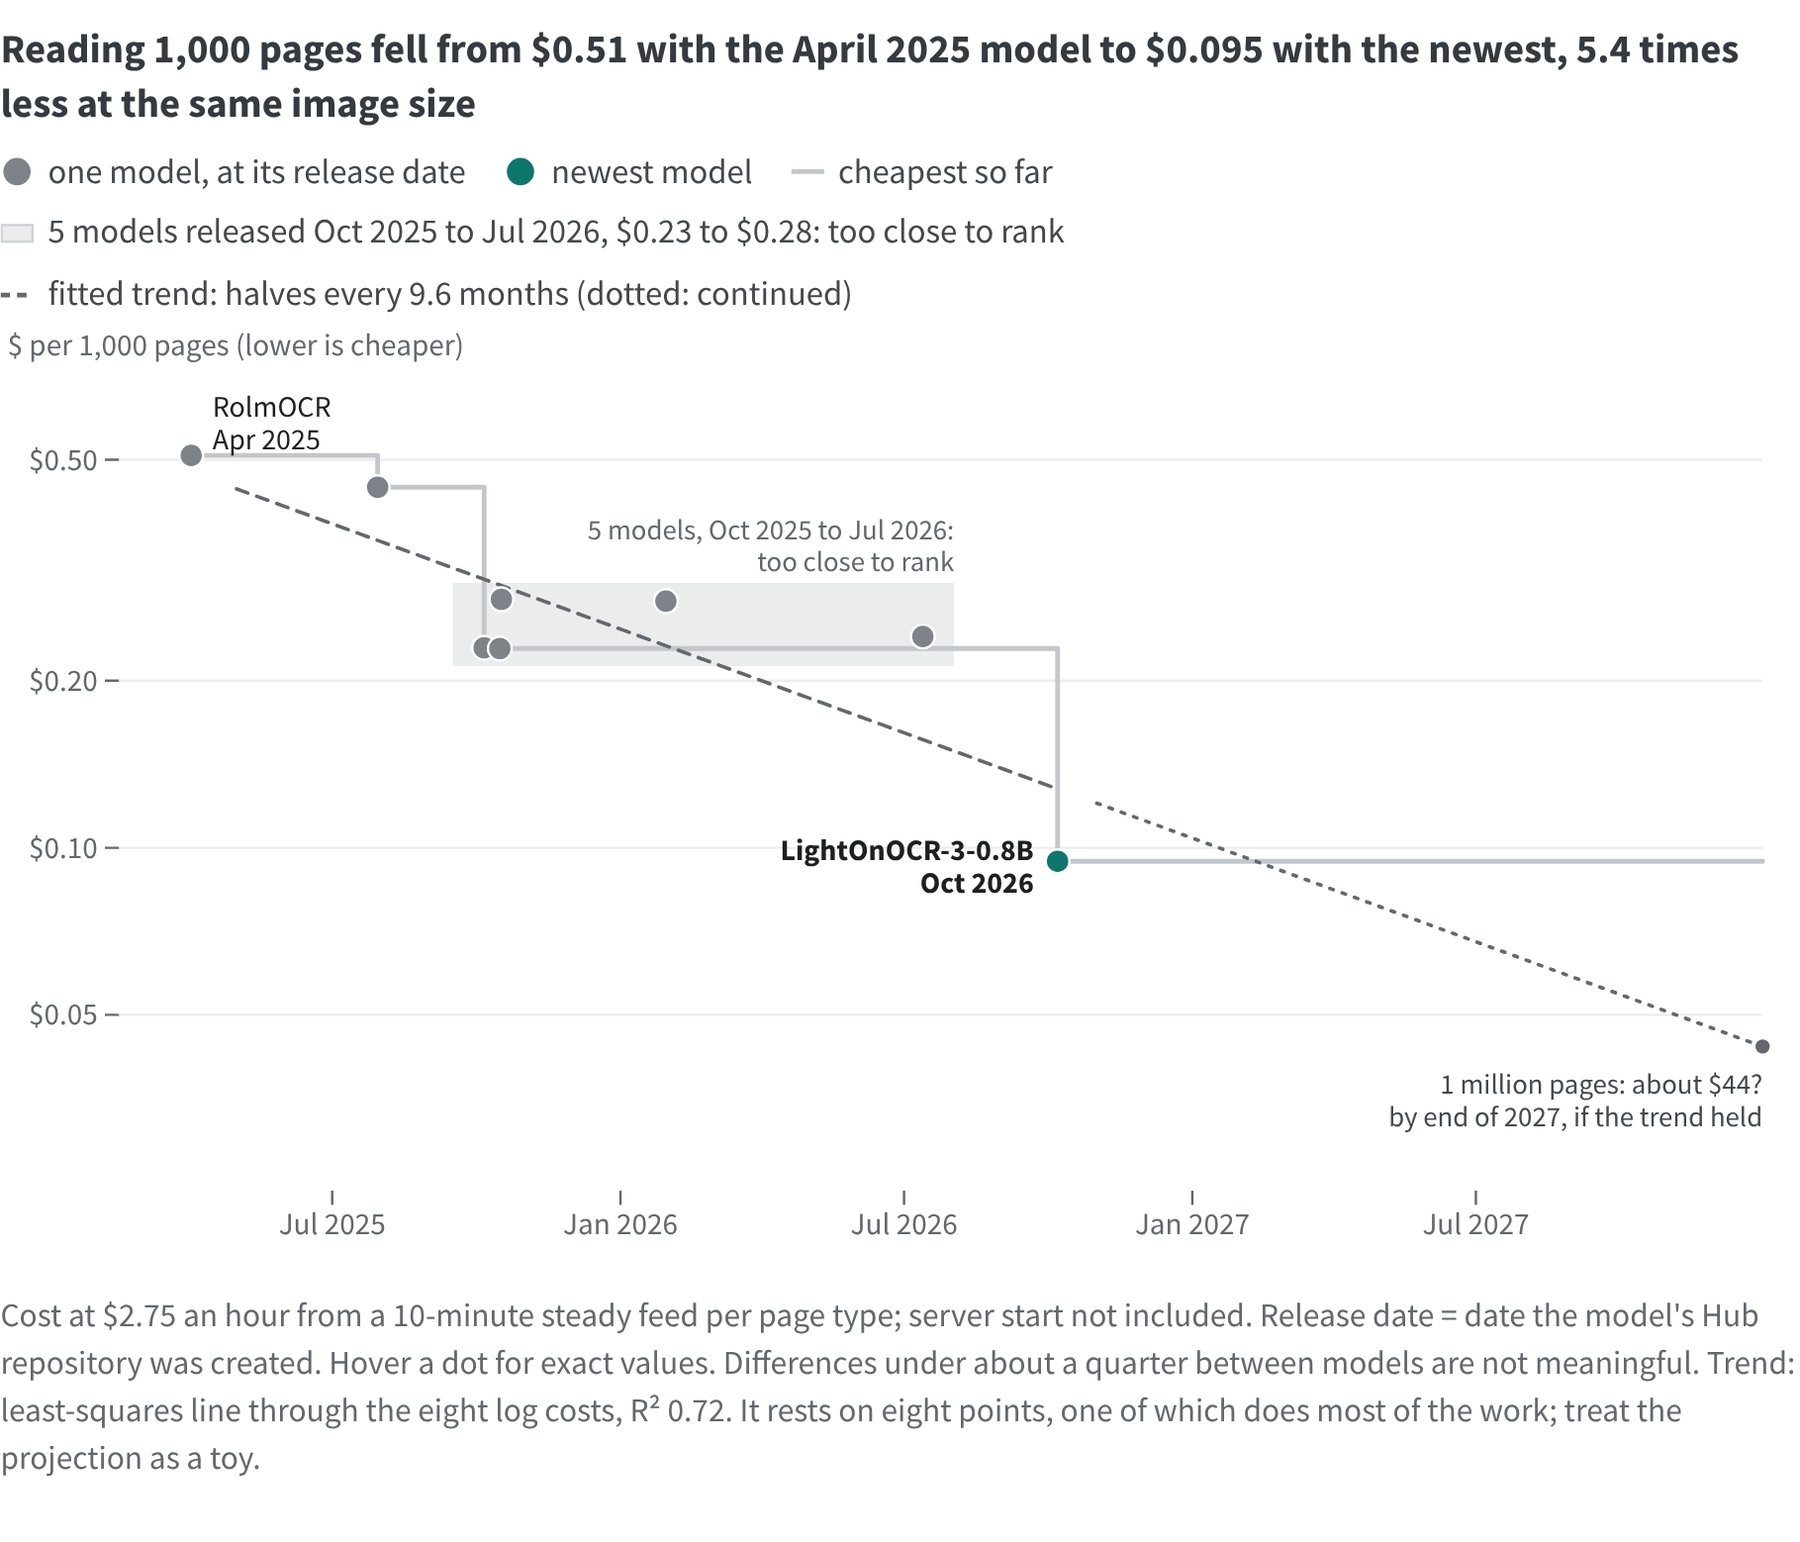 Reading 1,000 pages fell from $0.51 with the April 2025 model to $0.095 with the newest, 5.4 times
less at the same image size
one model, at its release date
newest model
cheapest so far
5 models released Oct 2025 to Jul 2026, $0.23 to $0.28: too close to rank
fitted trend: halves every 9.6 months (dotted: continued)
$ per 1,000 pages (lower is cheaper)
RolmOCR
Apr 2025
$0.50
5 models, Oct 2025 to Jul 2026:
too close to rank
$0.20
$0.10
LightOnOCR-3-0.8B
Oct 2026
$0.05
1 million pages: about $44?
by end of 2027, if the trend held
Jul 2025
Jan 2026
Jul 2026
Jan 2027
Jul 2027
Cost at $2.75 an hour from a 10-minute steady feed per page type; server start not included. Release date = date the model's Hub
repository was created. Hover a dot for exact values. Differences under about a quarter between models are not meaningful. Trend:
least-squares line through the eight log costs, R² 0.72. It rests on eight points, one of which does most of the work; treat the
projection as a toy.